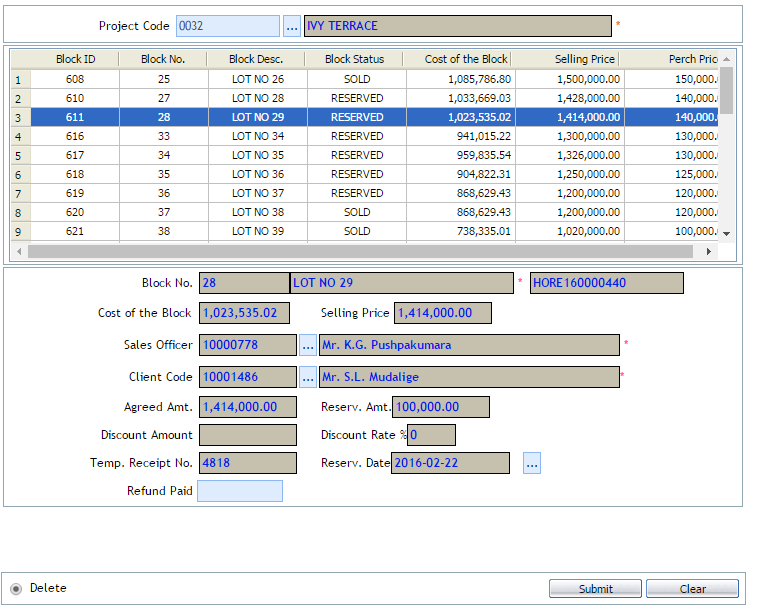 Project Code 0032 ... IVY TERRACE *
Block ID Block No. Block Desc. Block Status Cost of the Block Selling Price Perch Pric
1 608 25 LOT NO 26 SOLD 1,085,786.80 1,500,000.00 150,000.
2 610 27 LOT NO 28 RESERVED 1,033,669.03 1,428,000.00 140,000.
3 611 28 LOT NO 29 RESERVED 1,023,535.02 1,414,000.00 140,000.
4 616 33 LOT NO 34 RESERVED 941,015.22 1,300,000.00 130,000.
5 617 34 LOT NO 35 RESERVED 959,835.54 1,326,000.00 130,000.
6 618 35 LOT NO 36 RESERVED 904,822.31 1,250,000.00 125,000.
7 619 36 LOT NO 37 RESERVED 868,629.43 1,200,000.00 120,000.
8 620 37 LOT NO 38 SOLD 868,629.43 1,200,000.00 120,000.
9 621 38 LOT NO 39 SOLD 738,335.01 1,020,000.00 100,000.
Block No. 28 LOT NO 29 * HORE160000440
Cost of the Block 1,023,535.02 Selling Price 1,414,000.00
Sales Officer 10000778 ... Mr. K.G. Pushpakumara *
Client Code 10001486 ... Mr. S.L. Mudalige *
Agreed Amt. 1,414,000.00 Reserv. Amt. 100,000.00
Discount Amount Discount Rate % 0
Temp. Receipt No. 4818 Reserv. Date 2016-02-22 ...
Refund Paid
Delete Submit Clear